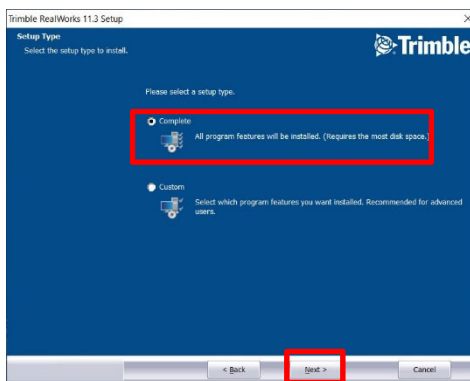 Trimble RealWorks 11.3 Setup
Setup Type
Select the setup type to install.
Trimble
Please select a setup type.
Complete
All program features will be installed. (Requires the most disk space.)
Custom
Select which program features you want installed. Recommended for advanced
users.
< Back Next > Cancel